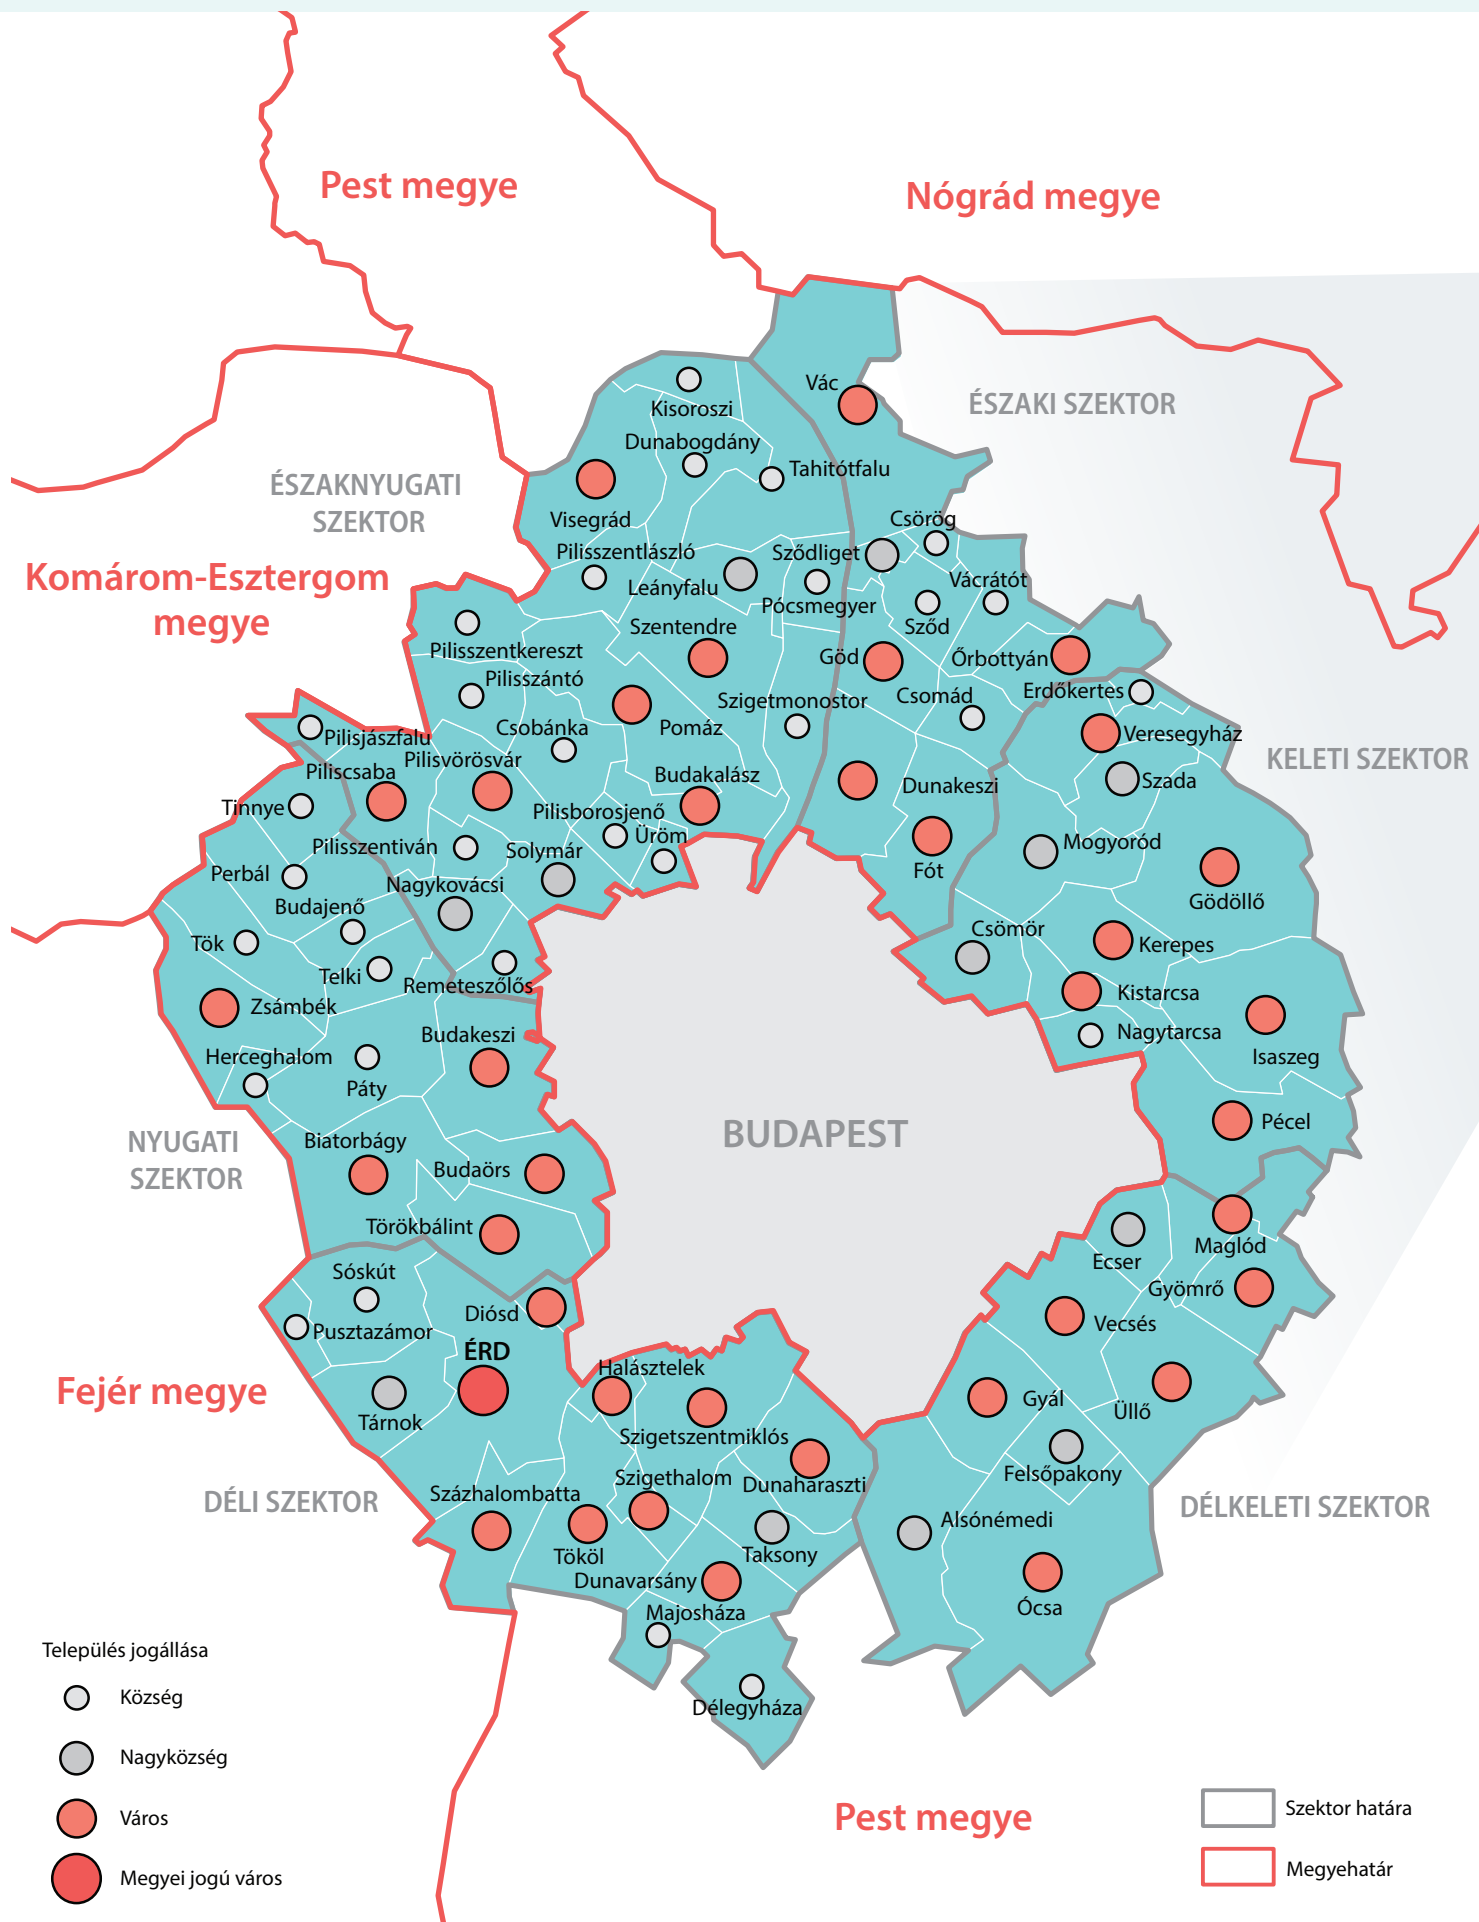 Pest megye
Nógrád megye
Vác
ÉSZAKI SZEKTOR
Kisoroszi
Dunabogdány
Tahitótfalu
ÉSZAKNYUGATI
SZEKTOR
Visegrád
Csörög
Pilisszentlászló
Sződliget
Komárom-Esztergom
megye
Leányfalu
Vácrátót
Pócsmegyer
Sződ
Szentendre
Pilisszentkereszt
Göd
Őrbottyán
Pilisszántó
Erdőkertes
Szigetmonostor
Csomád
Csobánka
Pomáz
Pilisjászfalu
Veresegyház
Piliscsaba
Pilisvörösvár
KELETI SZEKTOR
Budakalász
Dunakeszi
Szada
Tinnye
Pilisborosjenő
Üröm
Pilisszentiván
Solymár
Mogyoród
Perbál
Nagykovácsi
Fót
Gödöllő
Budajenő
Csömör
Tök
Kerepes
Telki
Remeteszőlős
Kistarcsa
Zsámbék
Nagytarcsa
Budakeszi
Herceghalom
Isaszeg
Páty
BUDAPEST
Pécel
NYUGATI
SZEKTOR
Biatorbágy
Budaörs
Törökbálint
Maglód
Ecser
Sóskút
Gyömrő
Diósd
Pusztazámor
Vecsés
ÉRD
Halásztelek
Fejér megye
Gyál
Üllő
Tárnok
Szigetszentmiklós
Felsőpakony
Szigethalom
Dunaharaszti
Százhalombatta
DÉLI SZEKTOR
DÉLKELETI SZEKTOR
Alsónémedi
Tököl
Taksony
Dunavarsány
Ócsa
Majosháza
Település jogállása
Község
Délegyháza
Nagyközség
Város
Megyei jogú város
Pest megye
Szektor határa
Megyehatár